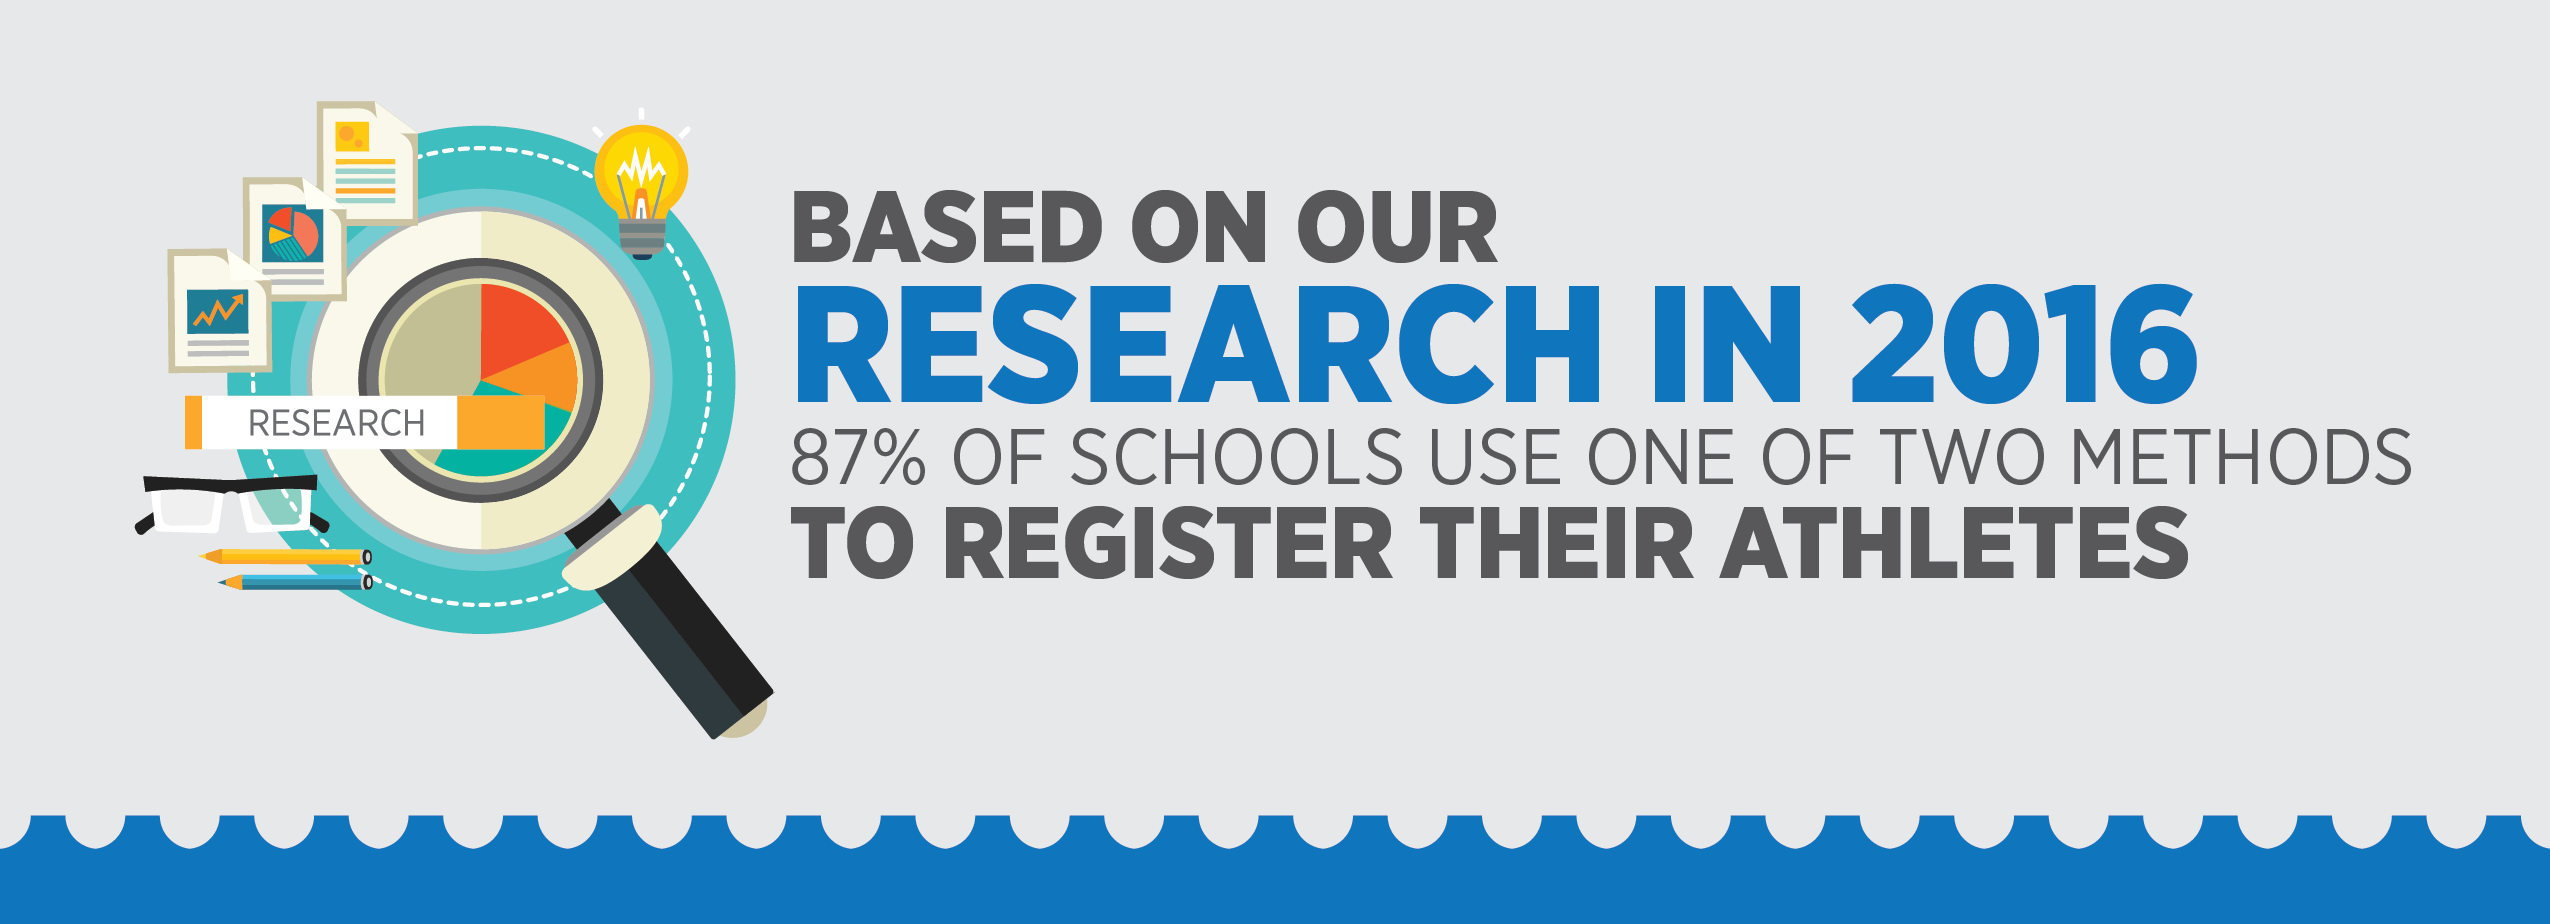 RESEARCH
BASED ON OUR
RESEARCH IN 2016
87% OF SCHOOLS USE ONE OF TWO METHODS
TO REGISTER THEIR ATHLETES